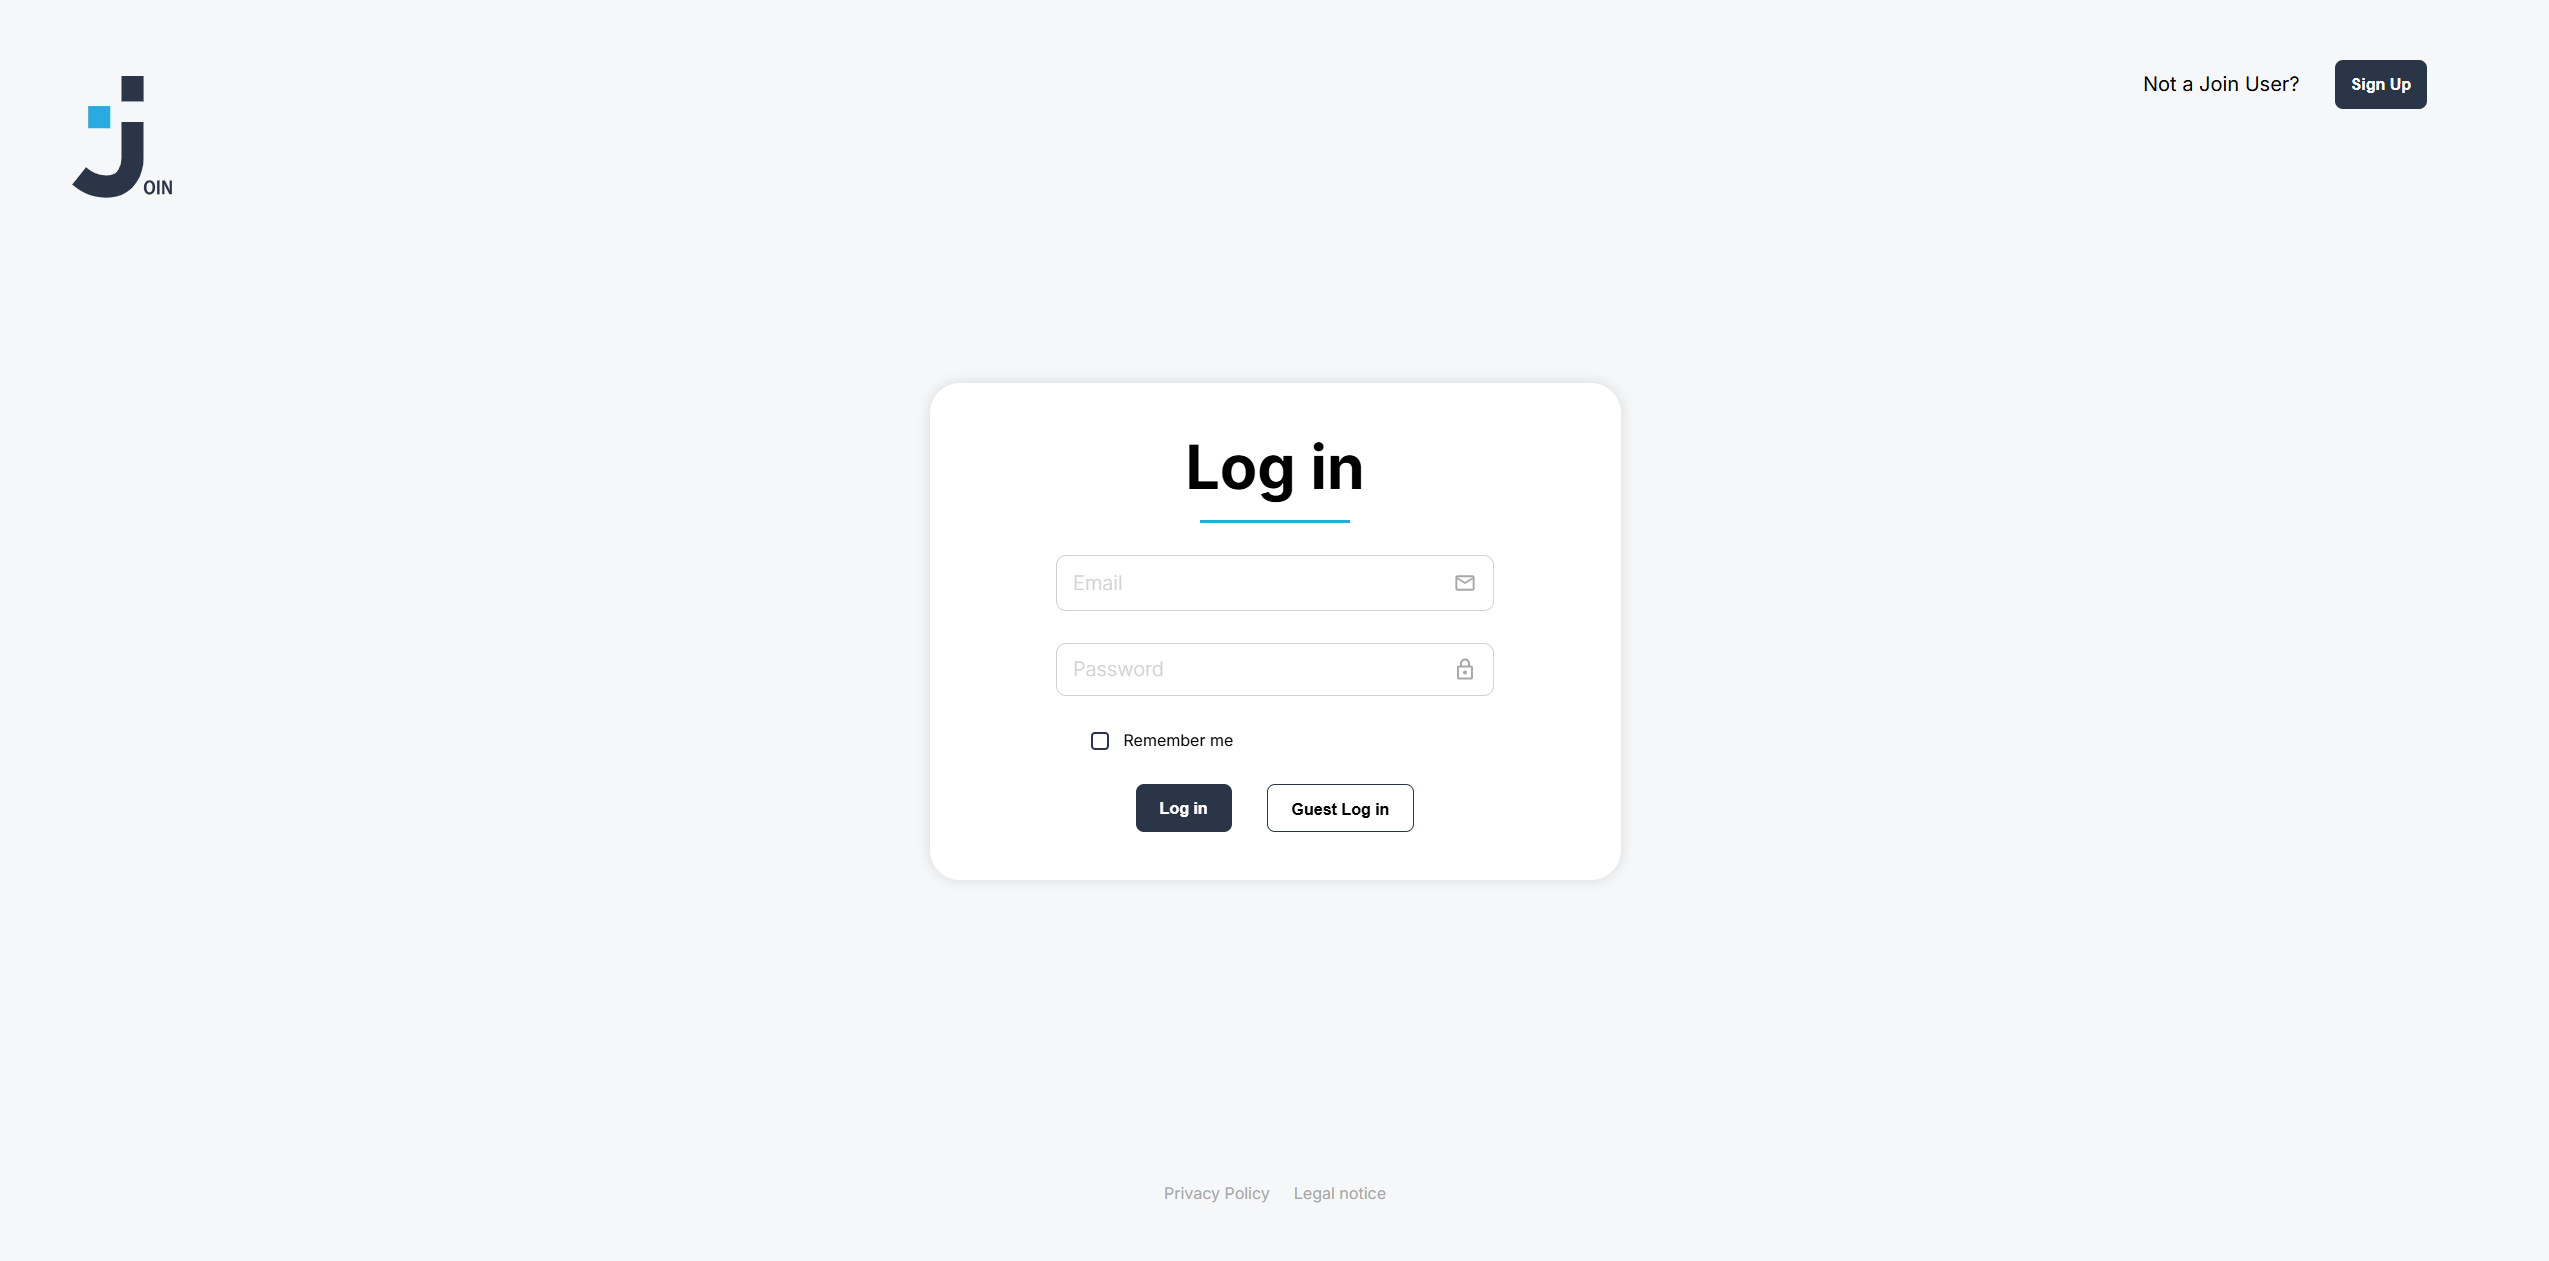 JOIN
Not a Join User?
Sign Up
Log in
Email
Password
Remember me
Log in
Guest Log in
Privacy Policy
Legal notice